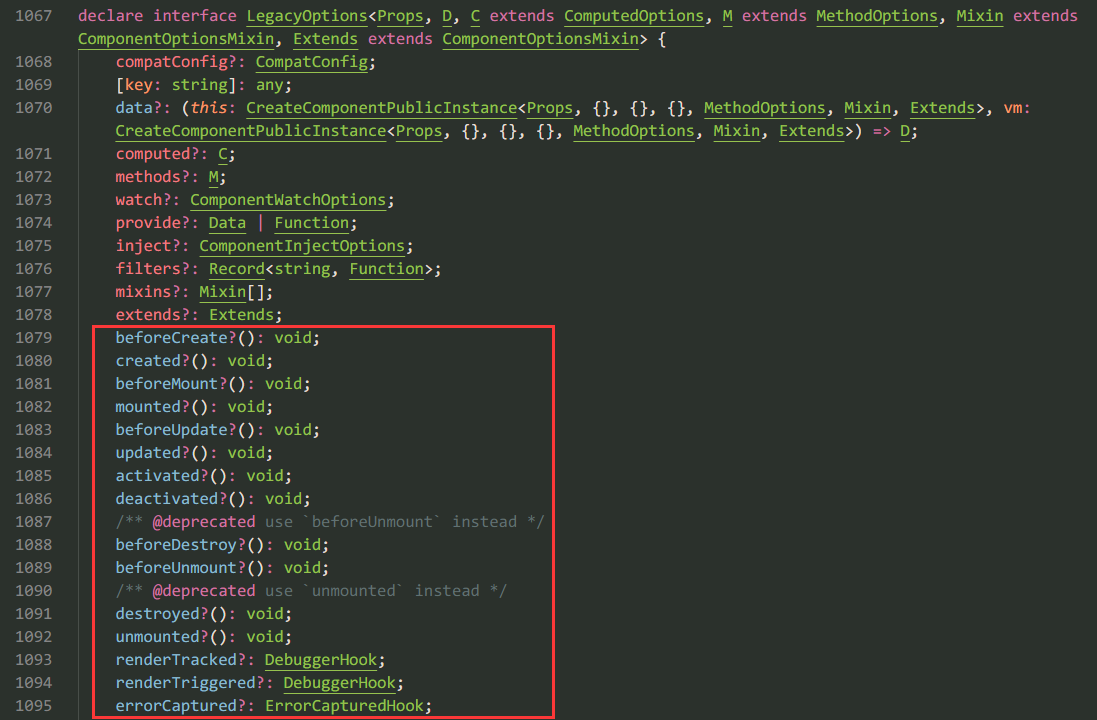 1067 declare interface LegacyOptions<Props, D, C extends ComputedOptions, M extends MethodOptions, Mixin extends
ComponentOptionsMixin, Extends extends ComponentOptionsMixin> {
1068 compatConfig?: CompatConfig;
1069 [key: string]: any;
1070 data?: (this: CreateComponentPublicInstance<Props, {}, {}, {}, MethodOptions, Mixin, Extends>, vm:
CreateComponentPublicInstance<Props, {}, {}, {}, MethodOptions, Mixin, Extends>) => D;
1071 computed?: C;
1072 methods?: M;
1073 watch?: ComponentWatchOptions;
1074 provide?: Data | Function;
1075 inject?: ComponentInjectOptions;
1076 filters?: Record<string, Function>;
1077 mixins?: Mixin[];
1078 extends?: Extends;
1079 beforeCreate?(): void;
1080 created?(): void;
1081 beforeMount?(): void;
1082 mounted?(): void;
1083 beforeUpdate?(): void;
1084 updated?(): void;
1085 activated?(): void;
1086 deactivated?(): void;
1087 /** @deprecated use `beforeUnmount` instead */
1088 beforeDestroy?(): void;
1089 beforeUnmount?(): void;
1090 /** @deprecated use `unmounted` instead */
1091 destroyed?(): void;
1092 unmounted?(): void;
1093 renderTracked?: DebuggerHook;
1094 renderTriggered?: DebuggerHook;
1095 errorCaptured?: ErrorCapturedHook;